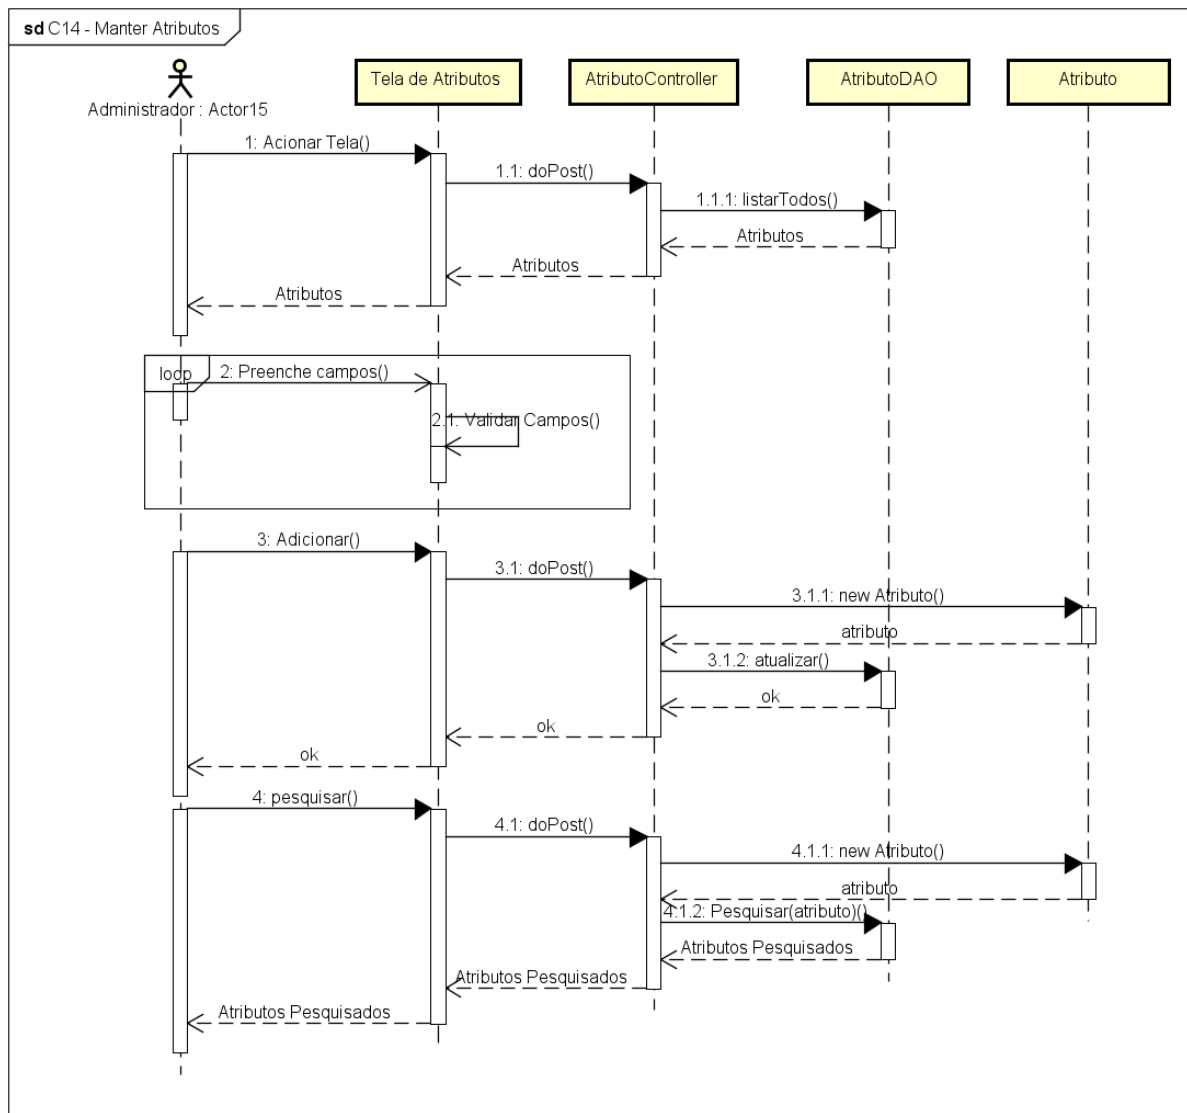 sd C14 - Manter Atributos
Tela de Atributos
AtributoController
AtributoDAO
Atributo
Administrádor : Actor15
1: Acionar Tela()
1.1: doPost()
1.1.1: listarTodos()
Atributos
Atributos
Atributos
loop
2: Preenche campos()
2.1: Validar Campos()
3: Adicionar()
3.1: doPost()
3.1.1: new Atributo()
atributo
3.1.2: atualizar()
ok
ok
ok
4: pesquisar()
4.1: doPost()
4.1.1: new Atributo()
atributo
4.1.2: Pesquisar(atributo)()
Atributos Pesquisados
Atributos Pesquisados
Atributos Pesquisados